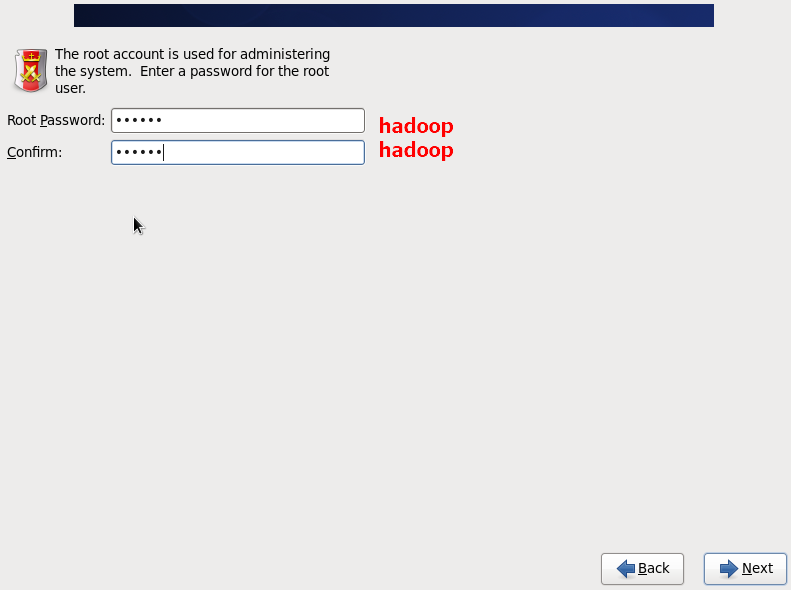 The root account is used for administering
the system.  Enter a password for the root
user.
Root Password: ••••••
hadoop
Confirm: ••••••
hadoop
Back
Next